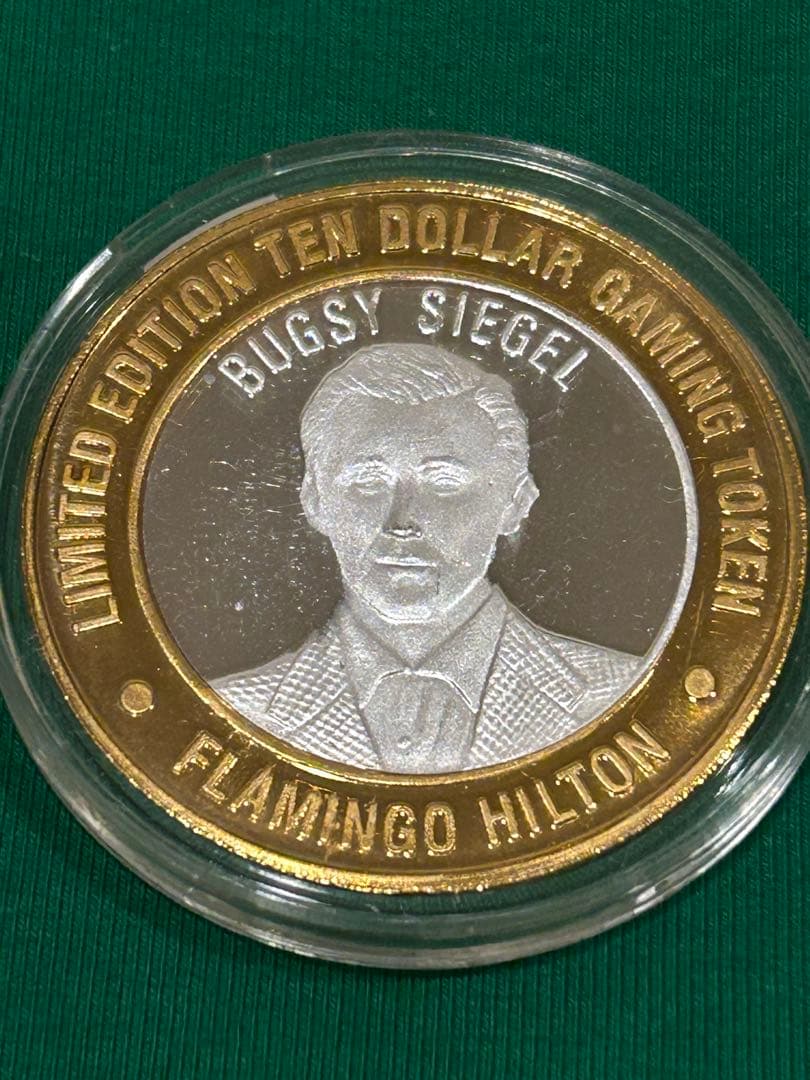 LIMITED EDITION TEN DOLLAR GAMING TOKEN
BUGSY SIEGEL
FLAMINGO HILTON